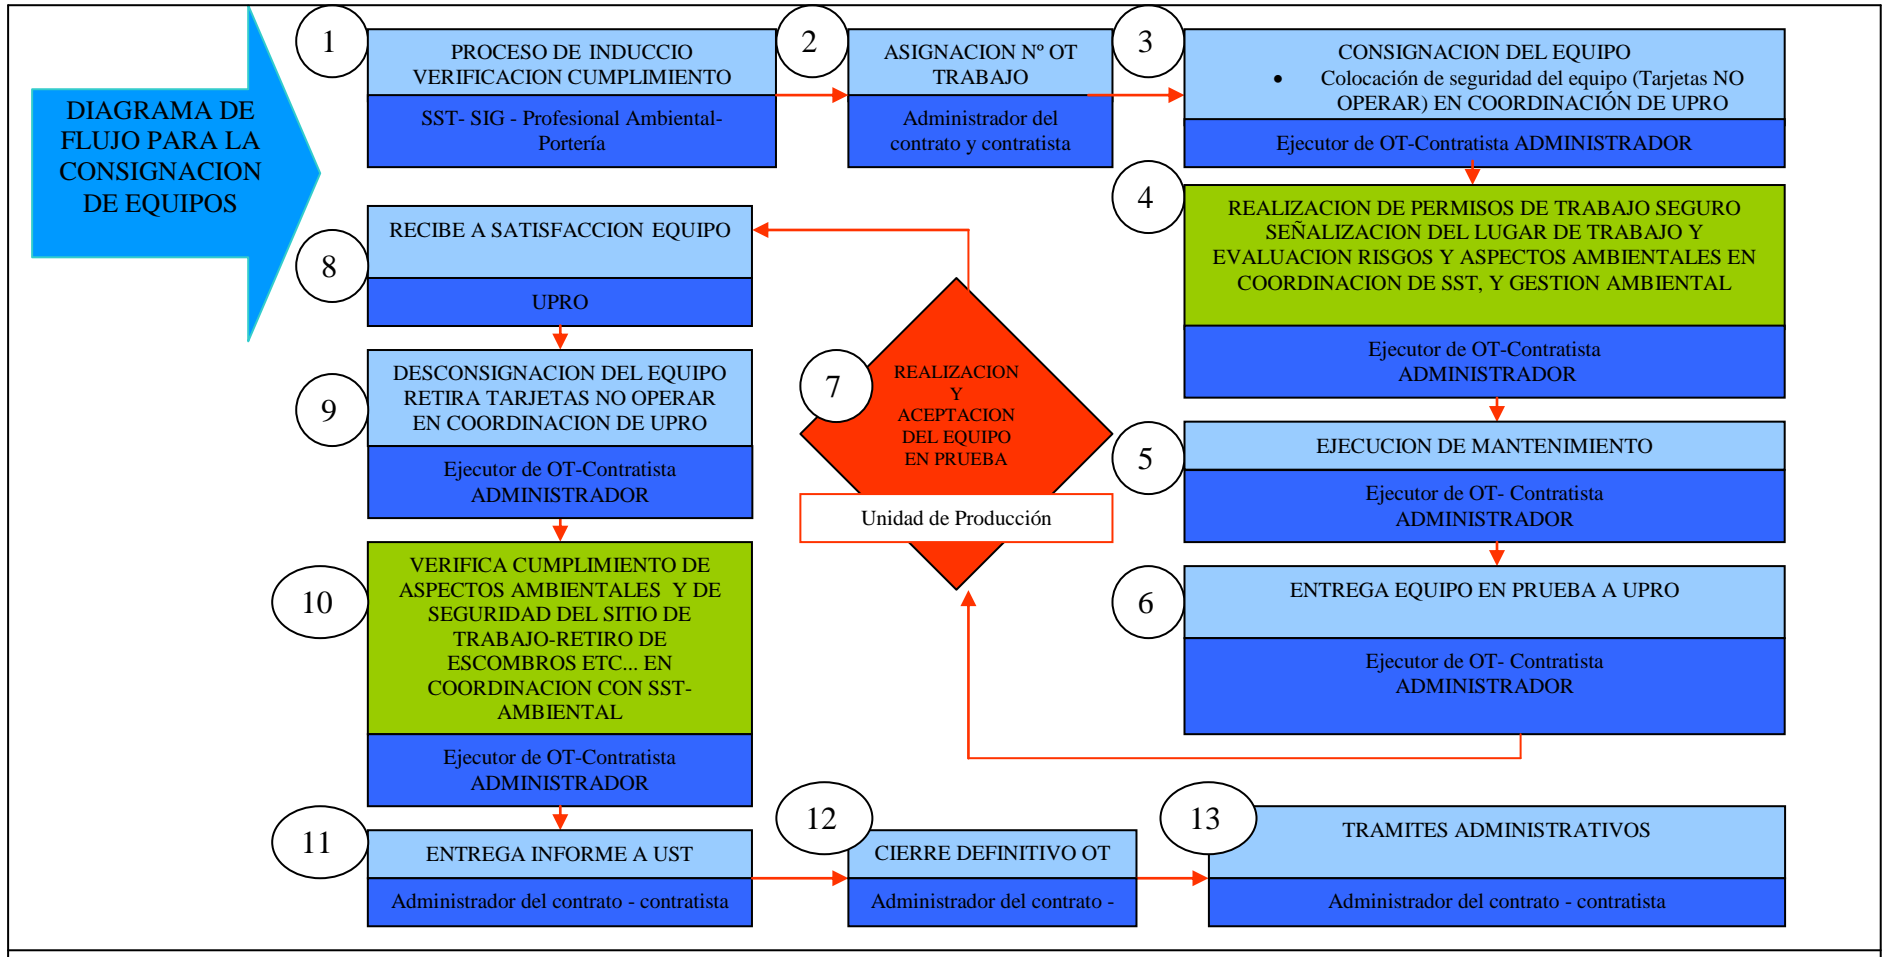 DIAGRAMA DE
FLUJO PARA LA
CONSIGNACION
DE EQUIPOS
1
PROCESO DE INDUCCIO
VERIFICACION CUMPLIMIENTO
SST- SIG - Profesional Ambiental-
Portería
2
ASIGNACION Nº OT
TRABAJO
Administrador del
contrato y contratista
3
CONSIGNACION DEL EQUIPO
• Colocación de seguridad del equipo (Tarjetas NO
OPERAR) EN COORDINACIÓN DE UPRO
Ejecutor de OT-Contratista ADMINISTRADOR
4
REALIZACION DE PERMISOS DE TRABAJO SEGURO
SEÑALIZACION DEL LUGAR DE TRABAJO Y
EVALUACION RISGOS Y ASPECTOS AMBIENTALES EN
COORDINACION DE SST, Y GESTION AMBIENTAL
Ejecutor de OT-Contratista
ADMINISTRADOR
5
EJECUCION DE MANTENIMIENTO
Ejecutor de OT- Contratista
ADMINISTRADOR
6
ENTREGA EQUIPO EN PRUEBA A UPRO
Ejecutor de OT- Contratista
ADMINISTRADOR
7
REALIZACION
Y
ACEPTACION
DEL EQUIPO
EN PRUEBA
Unidad de Producción
8
RECIBE A SATISFACCION EQUIPO
UPRO
9
DESCONSIGNACION DEL EQUIPO
RETIRA TARJETAS NO OPERAR
EN COORDINACION DE UPRO
Ejecutor de OT-Contratista
ADMINISTRADOR
10
VERIFICA CUMPLIMIENTO DE
ASPECTOS AMBIENTALES Y DE
SEGURIDAD DEL SITIO DE
TRABAJO-RETIRO DE
ESCOMBROS ETC... EN
COORDINACION CON SST-
AMBIENTAL
Ejecutor de OT-Contratista
ADMINISTRADOR
11
ENTREGA INFORME A UST
Administrador del contrato - contratista
12
CIERRE DEFINITIVO OT
Administrador del contrato -
13
TRAMITES ADMINISTRATIVOS
Administrador del contrato - contratista